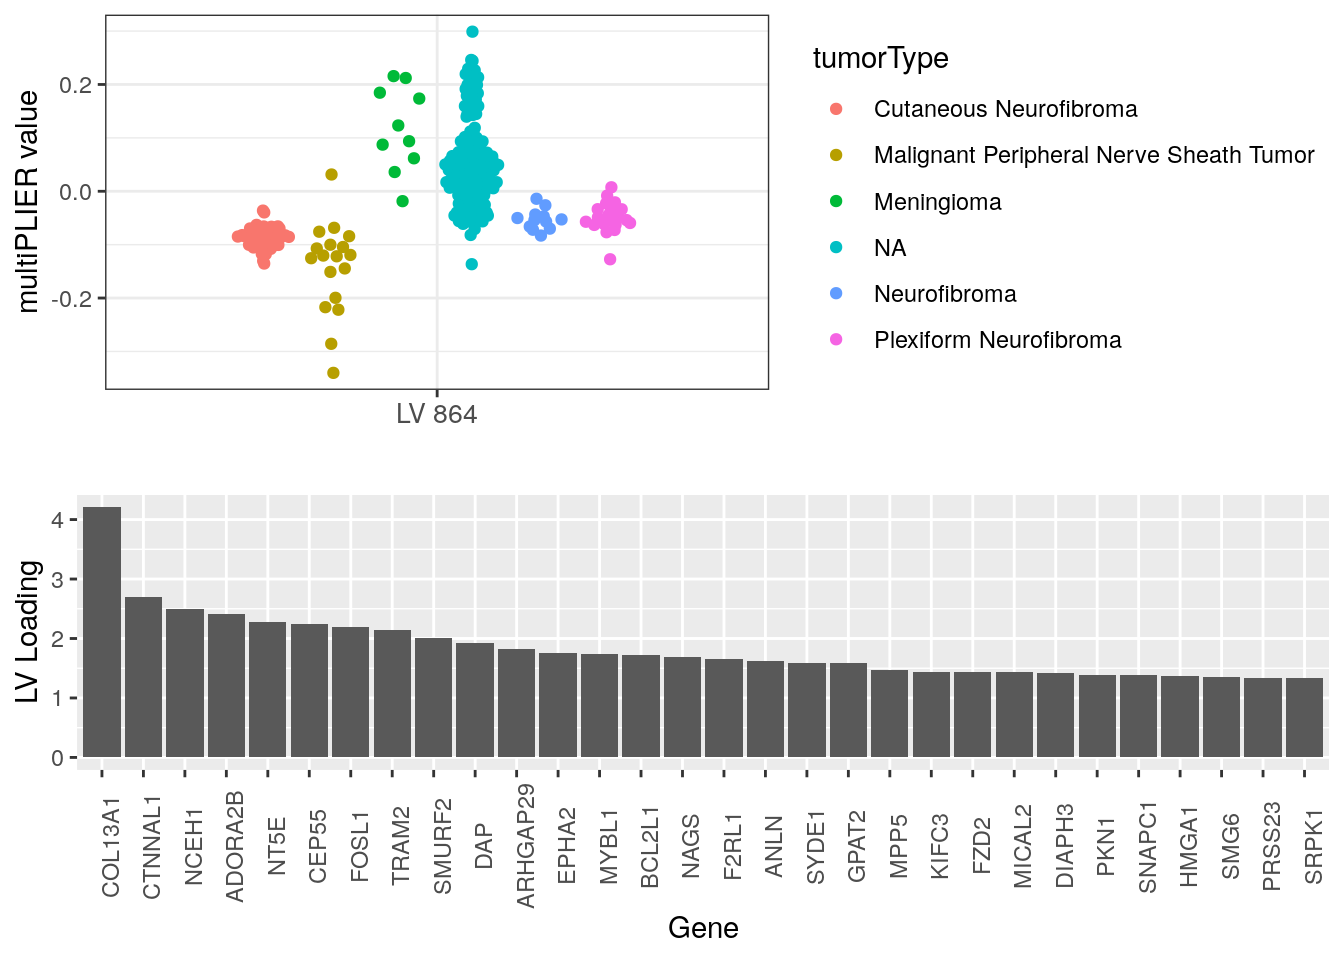 multiPLIER value
0.2
0.0
-0.2
LV 864
tumorType
Cutaneous Neurofibroma
Malignant Peripheral Nerve Sheath Tumor
Meningioma
NA
Neurofibroma
Plexiform Neurofibroma
LV Loading
4
3
2
1
0
COL13A1
CTNNAL1
NCEH1
ADORA2B
NT5E
CEP55
FOSL1
TRAM2
SMURF2
DAP
ARHGAP29
EPHA2
MYBL1
BCL2L1
NAGS
F2RL1
ANLN
SYDE1
GPAT2
MPP5
KIFC3
FZD2
MICAL2
DIAPH3
PKN1
SNAPC1
HMGA1
SMG6
PRSS23
SRPK1
Gene